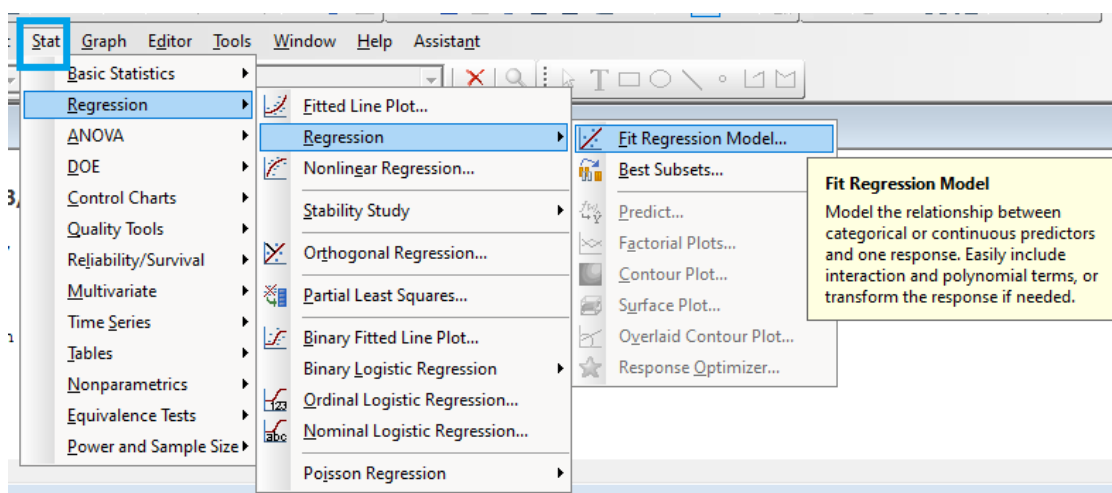 Stat Graph Editor Tools Window Help Assistant
Basic Statistics
Regression
ANOVA
DOE
Control Charts
Quality Tools
Reliability/Survival
Multivariate
Time Series
Tables
Nonparametrics
Equivalence Tests
Power and Sample Size
Fitted Line Plot...
Regression
Nonlinear Regression...
Stability Study
Orthogonal Regression...
Partial Least Squares...
Binary Fitted Line Plot...
Binary Logistic Regression
Ordinal Logistic Regression...
Nominal Logistic Regression...
Poisson Regression
123
abc
T
Fit Regression Model...
Best Subsets...
Predict...
Factorial Plots...
Contour Plot...
Surface Plot...
Overlaid Contour Plot...
Response Optimizer...
Fit Regression Model
Model the relationship between
categorical or continuous predictors
and one response. Easily include
interaction and polynomial terms, or
transform the response if needed.